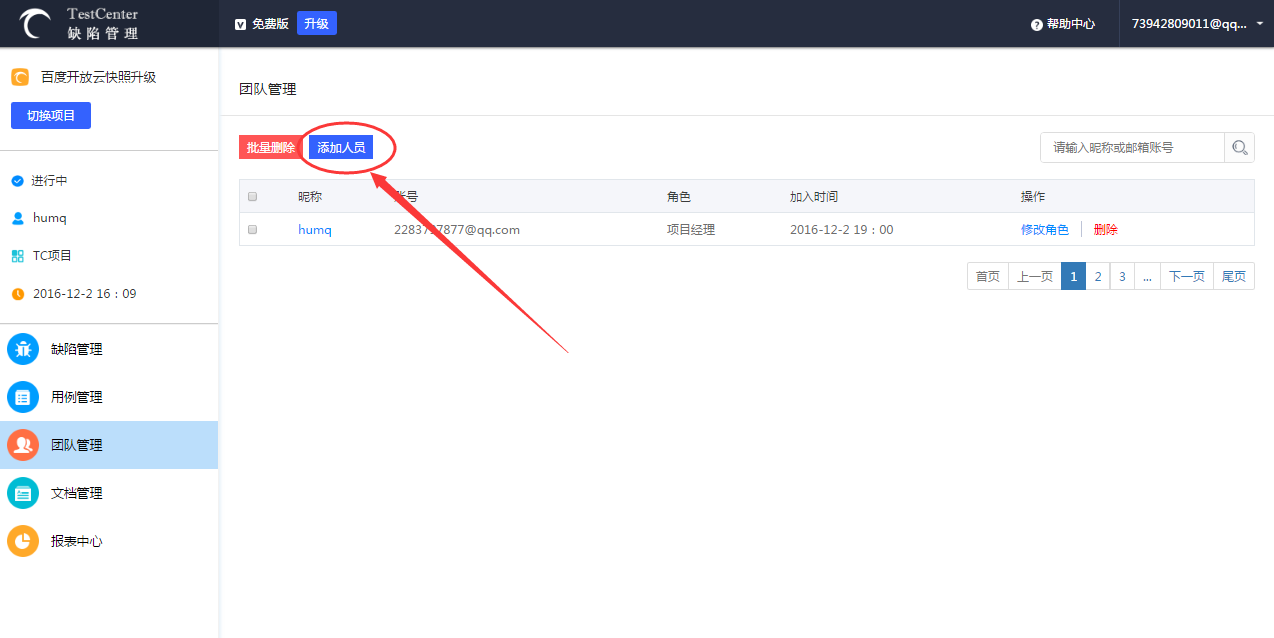 TestCenter
缺陷管理
免费版 升级
帮助中心
73942809011@qq...
百度开放云快照升级
切换项目
进行中
humq
TC项目
2016-12-2 16：09
缺陷管理
用例管理
团队管理
文档管理
报表中心
团队管理
批量删除 添加人员
请输入昵称或邮箱账号
昵称 账号 角色 加入时间 操作
humq @qq.com 项目经理 2016-12-2 19：00 修改角色 删除
首页 上一页 1 2 3 ... 下一页 尾页